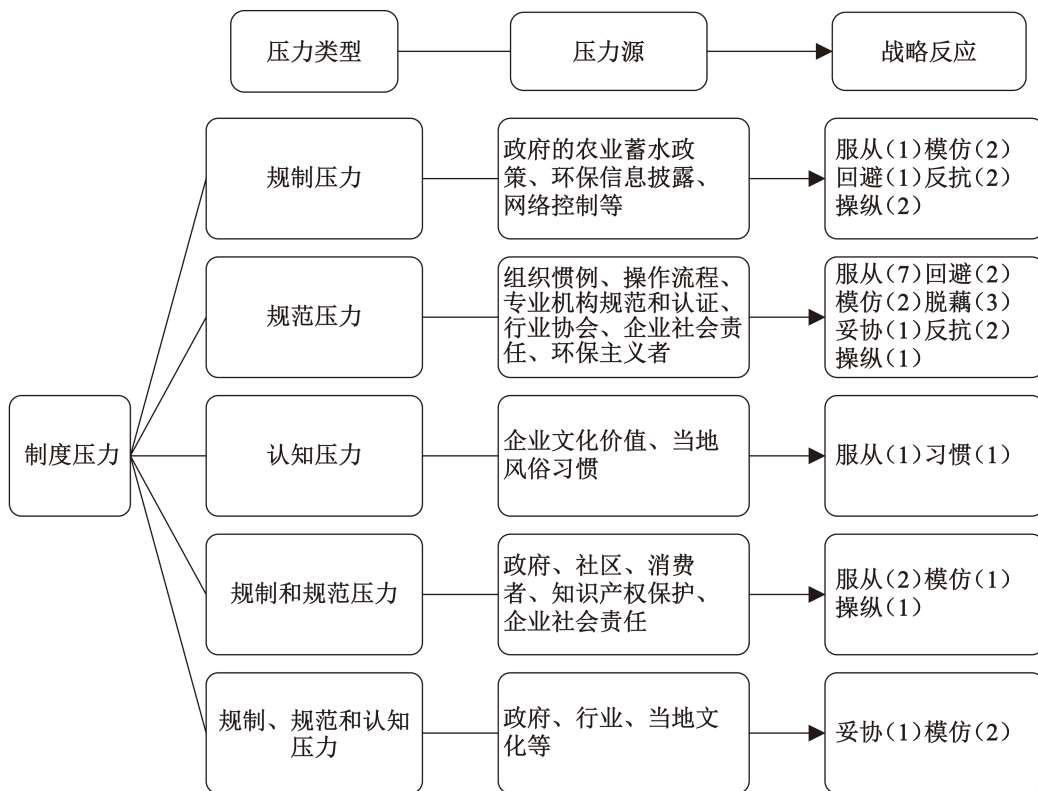 压力类型
压力源
战略反应
规制压力
政府的农业蓄水政
策、环保信息披露、
网络控制等
服从(1)模仿(2)
回避(1)反抗(2)
操纵(2)
规范压力
组织惯例、操作流程、
专业机构规范和认证、
行业协会、企业社会责
任、环保主义者
服从(7)回避(2)
模仿(2)脱藕(3)
妥协(1)反抗(2)
操纵(1)
制度压力
认知压力
企业文化价值、当地
风俗习惯
服从(1)习惯(1)
规制和规范压力
政府、社区、消费
者、知识产权保护、
企业社会责任
服从(2)模仿(1)
操纵(1)
规制、规范和认知
压力
政府、行业、当地文
化等
妥协(1)模仿(2)